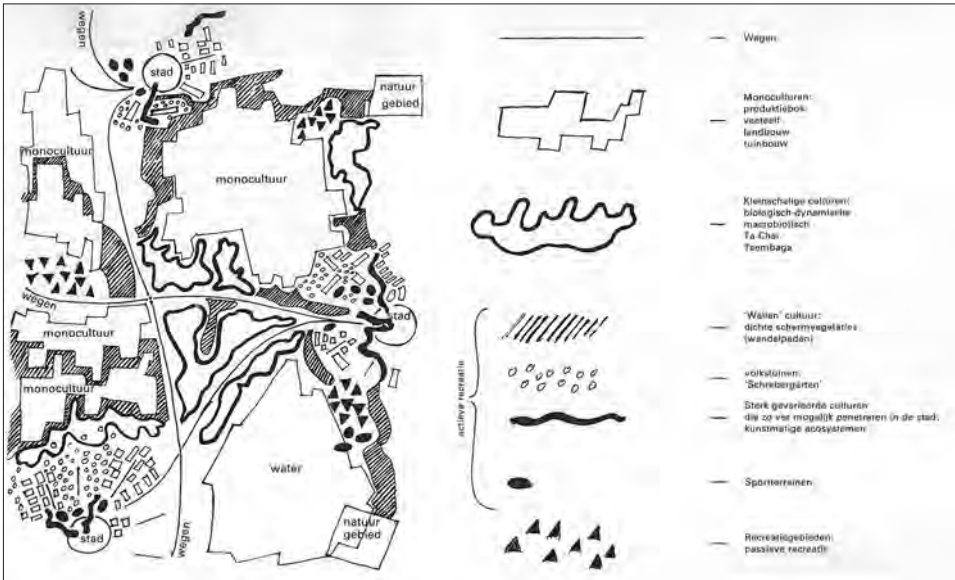 wegen
stad
natuur
gebied
monocultuur
monocultuur
wegen
stad
monocultuur
monocultuur
water
natuur
gebied
stad
wegen
Wegen
Monoculturen:
produktiebos
veeteelt
landbouw
tuinbouw
Kleinschalige culturen:
biologisch-dynamische
macrobiotisch
Ta-Chai
Tsembaga
actieve recreatie
'Wallen' cultuur:
dichte schermvegetaties
(wandelpaden)
volkstuinen:
'Schrebergärten'
Sterk gevarieerde culturen
die zo ver mogelijk penetreren in de stad:
kunstmatige ecosystemen
Sportterreinen
Recreatiegebieden:
passieve recreatie